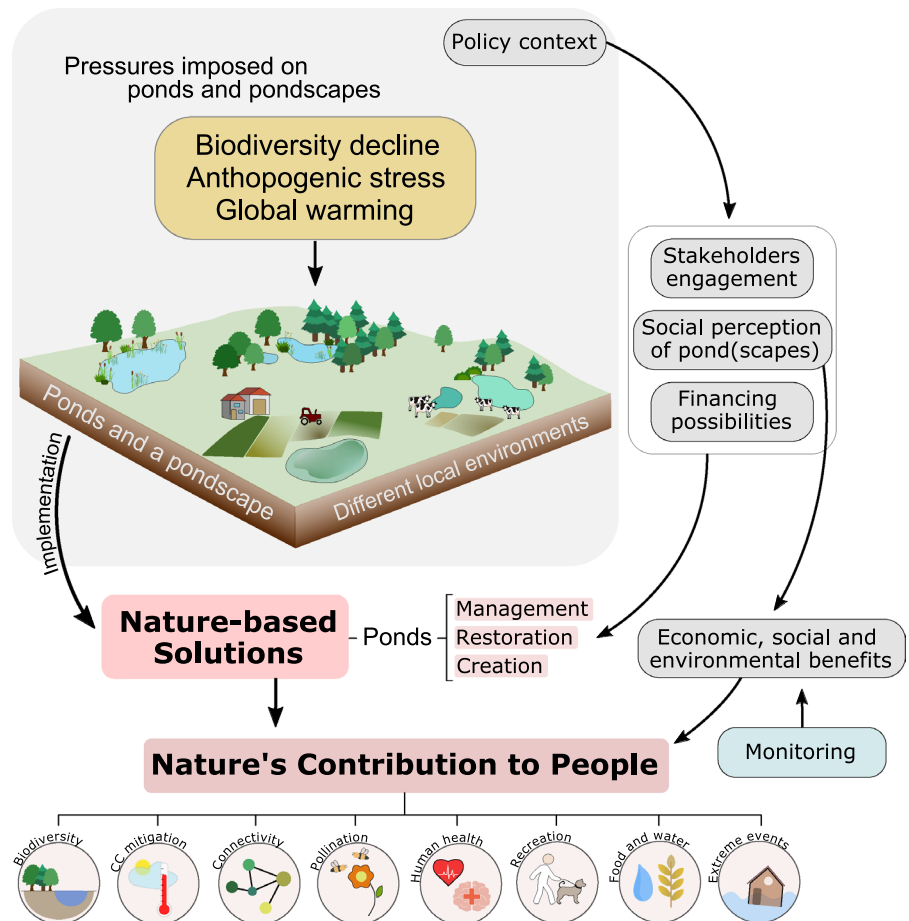 Policy context
Pressures imposed on
ponds and pondscapes
Biodiversity decline
Anthopogenic stress
Global warming
Stakeholders
engagement
Social perception
of pond(scapes)
Financing
possibilities
Ponds and a pondscape
Different local environments
Implementation
Nature-based
Solutions
Ponds
Management
Restoration
Creation
Economic, social and
environmental benefits
Monitoring
Nature's Contribution to People
Biodiversity
CC mitigation
Connectivity
Pollination
Human health
Recreation
Food and water
Extreme events